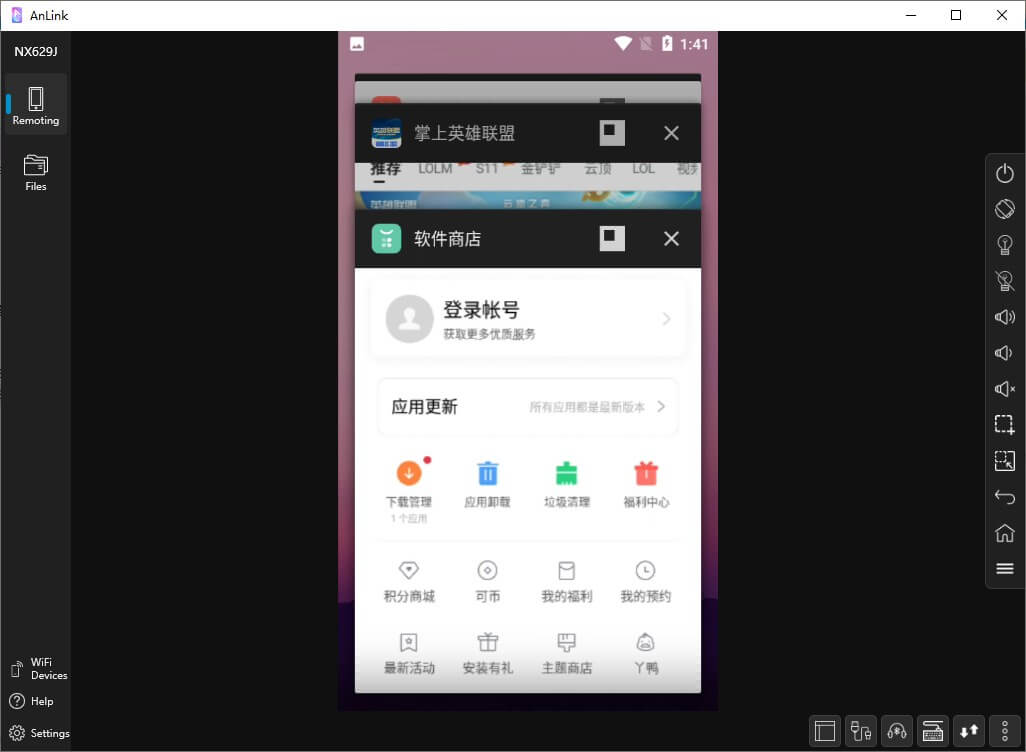 AnLink
NX629J
Remoting
Files
WiFi
Devices
Help
Settings
1:41
掌上英雄联盟
推荐 LOLM S11 金铲铲 云顶 LOL 视频
英雄联盟
软件商店
登录帐号
获取更多优质服务
应用更新 所有应用都是最新版本
下载管理 应用卸载 垃圾清理 福利中心
1 个应用
积分商城 可币 我的福利 我的预约
最新活动 安装有礼 主题商店 丫鸭